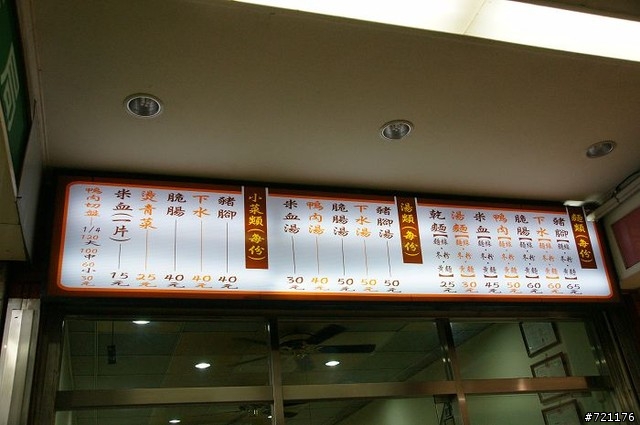 麵類(每份)
豬腳 65元
下水 60元
脆腸 60元
鴨肉 50元
米血 45元
湯麵 30元
乾麵 25元
湯類(每份)
豬腳湯 50元
下水湯 50元
脆腸湯 50元
鴨肉湯 40元
米血湯 30元
小菜類(每份)
豬腳 40元
下水 40元
脆腸 40元
燙青菜 25元
米血(一片) 15元
鴨肉切盤 1/4 120 大 100 中 60 小 30元
#721176